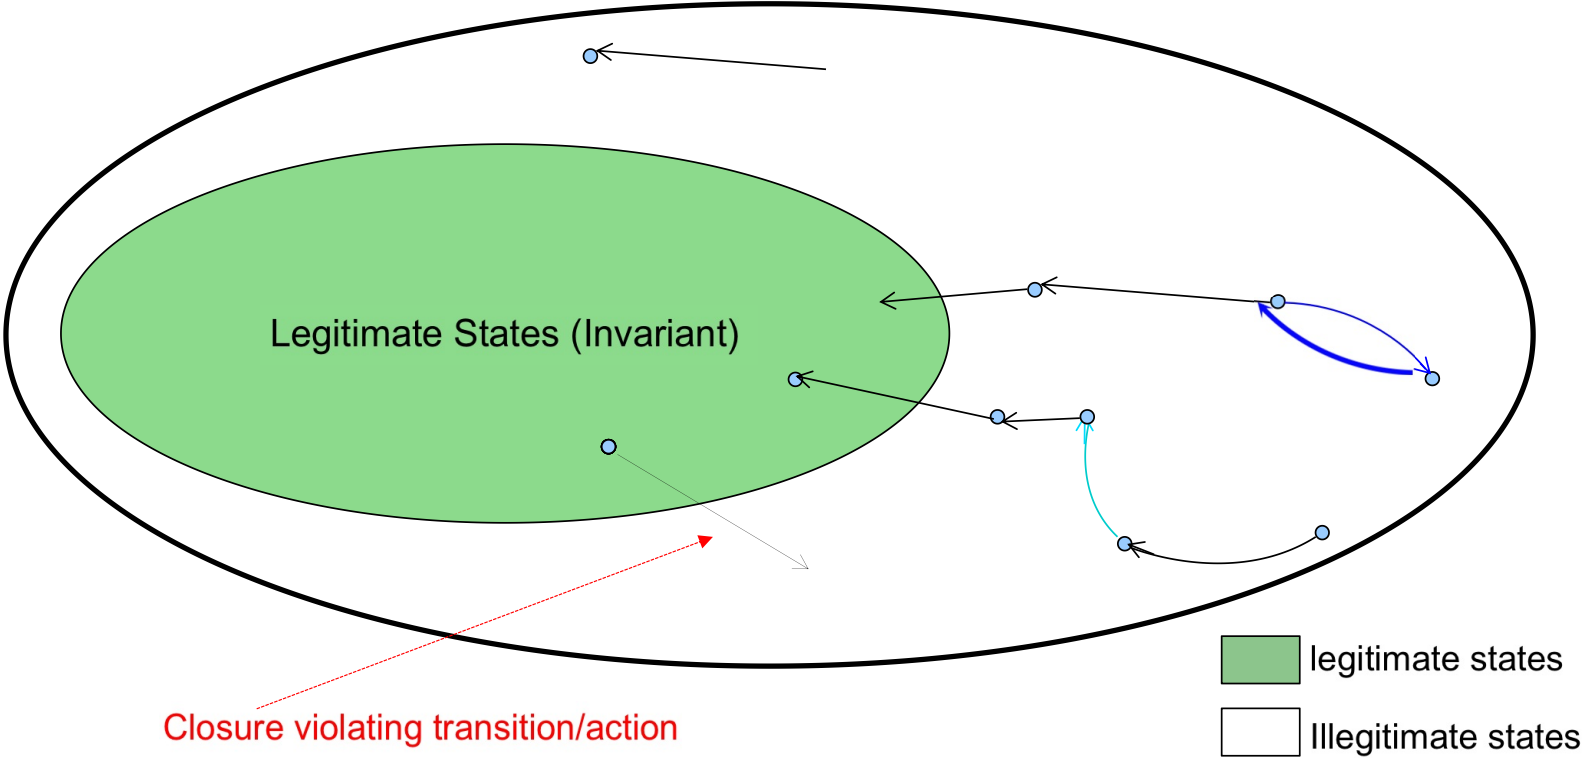 Legitimate States (Invariant)
legitimate states
Closure violating transition/action
Illegitimate states